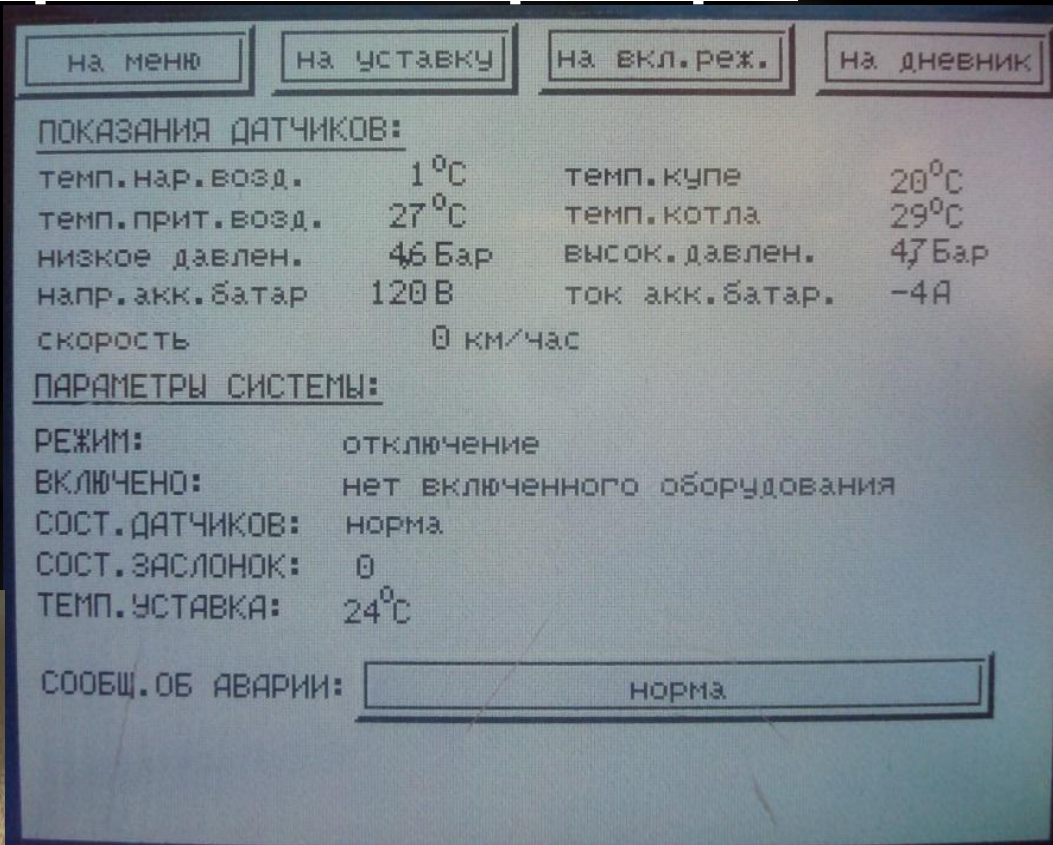 на меню на уставку на вкл.реж. на дневник
ПОКАЗАНИЯ ДАТЧИКОВ:
темп.нар.возд. 1°C темп.купе 20°C
темп.прит.возд. 27°C темп.котла 29°C
низкое давлен. 4,6 Бар высок.давлен. 4,7 Бар
напр.акк.батар 120 В ток акк.батар. -4А
скорость 0 км/час
ПАРАМЕТРЫ СИСТЕМЫ:
РЕЖИМ: отключение
ВКЛЮЧЕНО: нет включенного оборудования
СОСТ.ДАТЧИКОВ: норма
СОСТ.ЗАСЛОНОК: 0
ТЕМП.УСТАВКА: 24°C
СООБЩ.ОБ АВАРИИ: норма